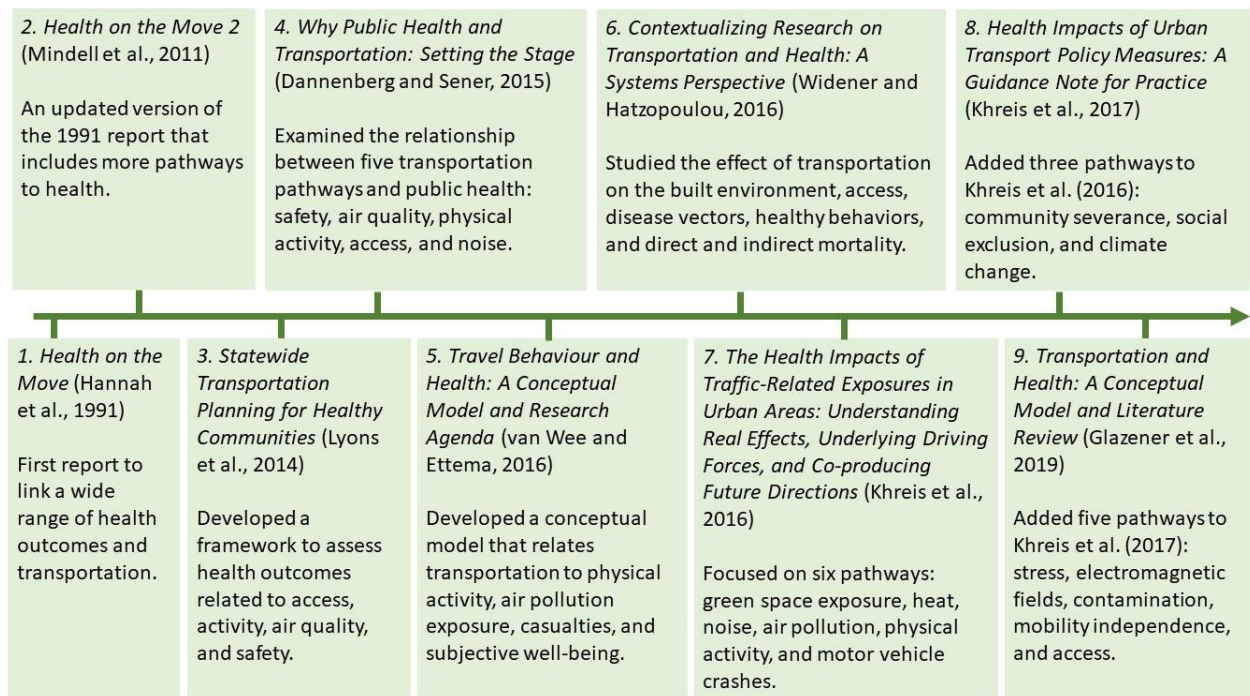 2. Health on the Move 2
(Mindell et al., 2011)
An updated version of
the 1991 report that
includes more pathways
to health.
4. Why Public Health and
Transportation: Setting the Stage
(Dannenberg and Sener, 2015)
Examined the relationship
between five transportation
pathways and public health:
safety, air quality, physical
activity, access, and noise.
6. Contextualizing Research on
Transportation and Health: A
Systems Perspective (Widener and
Hatzopoulou, 2016)
Studied the effect of transportation
on the built environment, access,
disease vectors, healthy behaviors,
and direct and indirect mortality.
8. Health Impacts of Urban
Transport Policy Measures: A
Guidance Note for Practice
(Khreis et al., 2017)
Added three pathways to
Khreis et al. (2016):
community severance, social
exclusion, and climate
change.
1. Health on the
Move (Hannah
et al., 1991)
First report to
link a wide
range of health
outcomes and
transportation.
3. Statewide
Transportation
Planning for Healthy
Communities (Lyons
et al., 2014)
Developed a
framework to assess
health outcomes
related to access,
activity, air quality,
and safety.
5. Travel Behaviour and
Health: A Conceptual
Model and Research
Agenda (van Wee and
Ettema, 2016)
Developed a conceptual
model that relates
transportation to physical
activity, air pollution
exposure, casualties, and
subjective well-being.
7. The Health Impacts of
Traffic-Related Exposures in
Urban Areas: Understanding
Real Effects, Underlying Driving
Forces, and Co-producing
Future Directions (Khreis et al.,
2016)
Focused on six pathways:
green space exposure, heat,
noise, air pollution, physical
activity, and motor vehicle
crashes.
9. Transportation and
Health: A Conceptual
Model and Literature
Review (Glazener et al.,
2019)
Added five pathways to
Khreis et al. (2017):
stress, electromagnetic
fields, contamination,
mobility independence,
and access.